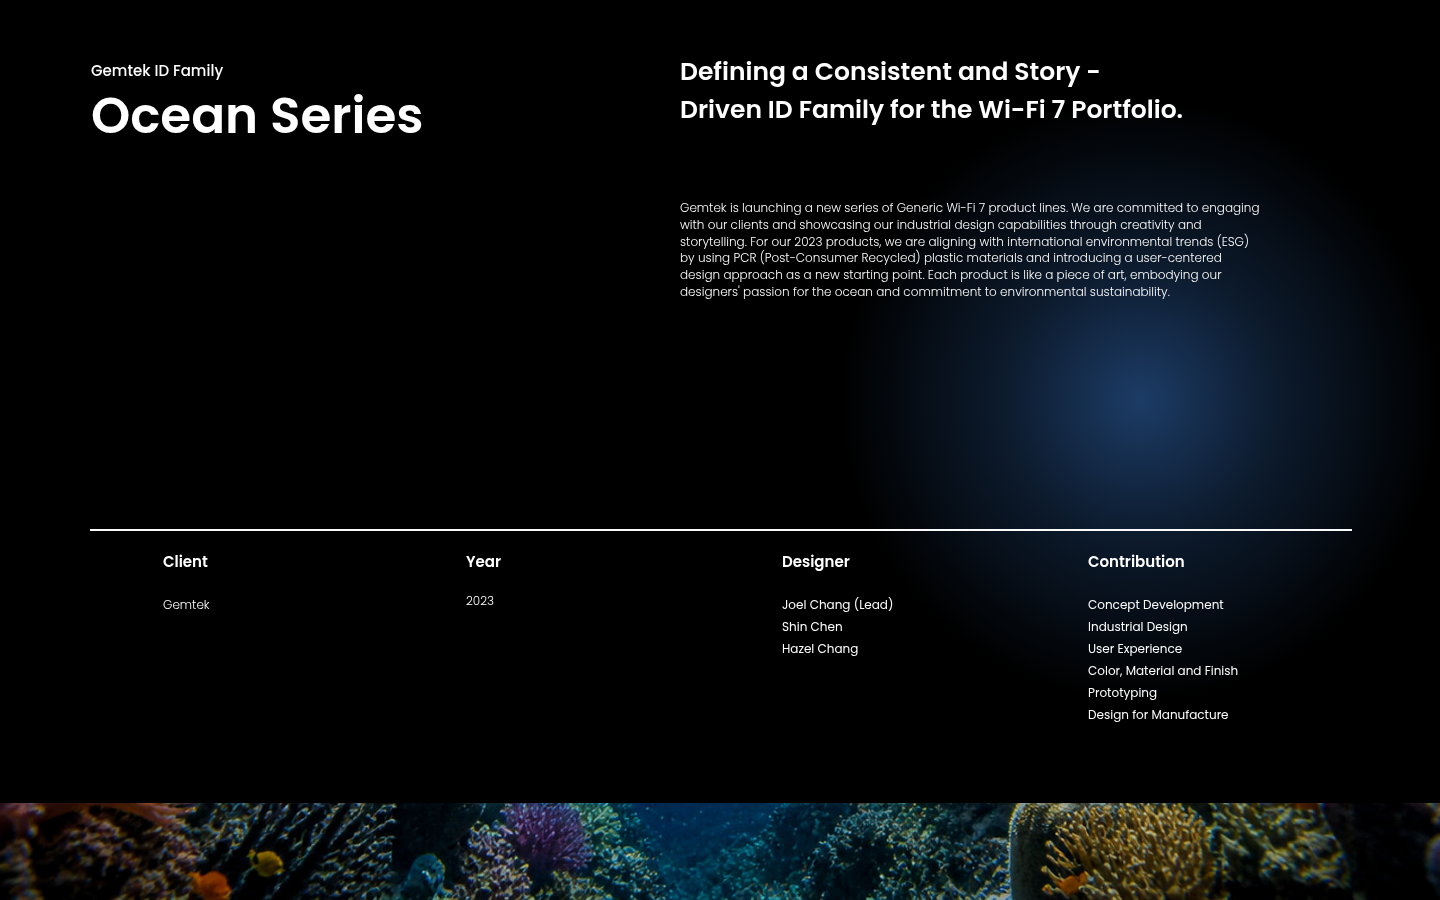 Gemtek ID Family
Ocean Series
Defining a Consistent and Story -
Driven ID Family for the Wi-Fi 7 Portfolio.
Gemtek is launching a new series of Generic Wi-Fi 7 product lines. We are committed to engaging
with our clients and showcasing our industrial design capabilities through creativity and
storytelling. For our 2023 products, we are aligning with international environmental trends (ESG)
by using PCR (Post-Consumer Recycled) plastic materials and introducing a user-centered
design approach as a new starting point. Each product is like a piece of art, embodying our
designers' passion for the ocean and commitment to environmental sustainability.
Client
Gemtek
Year
2023
Designer
Joel Chang (Lead)
Shin Chen
Hazel Chang
Contribution
Concept Development
Industrial Design
User Experience
Color, Material and Finish
Prototyping
Design for Manufacture